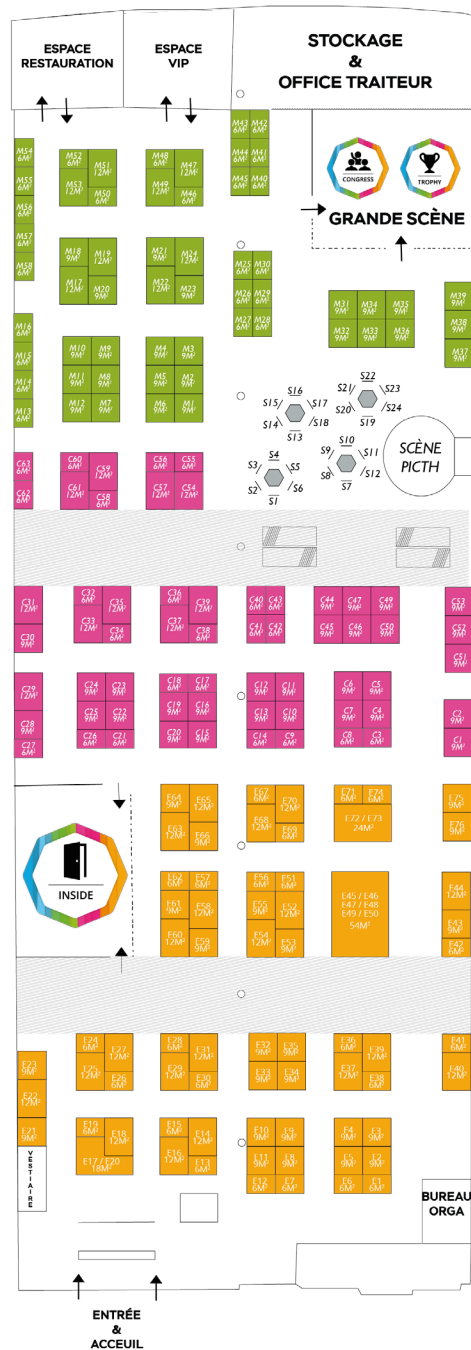 ESPACE
RESTAURATION
ESPACE
VIP
STOCKAGE
&
OFFICE TRAITEUR
CONGRESS
TROPHY
GRANDE SCÈNE
M54
6M²
M55
6M²
M56
6M²
M57
6M²
M58
6M²
M52
6M²
M51
12M²
M53
12M²
M50
6M²
M48
6M²
M47
12M²
M49
12M²
M46
6M²
M43
6M²
M42
6M²
M44
6M²
M41
6M²
M45
6M²
M40
6M²
M18
9M²
M19
12M²
M17
12M²
M20
9M²
M21
9M²
M24
12M²
M22
12M²
M23
9M²
M25
6M²
M30
6M²
M26
6M²
M29
6M²
M27
6M²
M28
6M²
M31
9M²
M34
9M²
M35
9M²
M32
9M²
M33
9M²
M36
9M²
M39
9M²
M38
9M²
M37
9M²
M16
6M²
M15
6M²
M14
6M²
M13
6M²
M10
9M²
M9
9M²
M11
9M²
M8
9M²
M12
9M²
M7
9M²
M4
9M²
M3
9M²
M5
9M²
M2
9M²
M6
9M²
M1
9M²
S16
S15
S17
S14
S18
S13
S22
S21
S23
S20
S24
S19
S4
S3
S5
S2
S6
S1
S10
S9
S11
S8
S12
S7
SCÈNE
PICTH
C63
6M²
C62
6M²
C60
6M²
C59
12M²
C61
12M²
C58
6M²
C56
6M²
C55
6M²
C57
12M²
C54
12M²
C31
12M²
C30
9M²
C32
6M²
C35
12M²
C33
12M²
C34
6M²
C36
6M²
C39
12M²
C37
12M²
C38
6M²
C40
6M²
C43
6M²
C41
6M²
C42
6M²
C44
9M²
C47
9M²
C49
9M²
C45
9M²
C46
9M²
C50
9M²
C53
9M²
C52
9M²
C51
9M²
C29
12M²
C28
9M²
C27
6M²
C24
9M²
C23
9M²
C25
9M²
C22
9M²
C26
6M²
C21
6M²
C18
6M²
C17
6M²
C19
9M²
C16
9M²
C20
9M²
C15
9M²
C12
9M²
C11
9M²
C13
9M²
C10
9M²
C14
6M²
C9
6M²
C6
9M²
C5
9M²
C7
9M²
C4
9M²
C8
6M²
C3
6M²
C2
9M²
C1
9M²
INSIDE
E64
9M²
E65
12M²
E63
12M²
E66
9M²
E67
6M²
E70
12M²
E68
12M²
E69
6M²
E71
6M²
E74
6M²
E72 / E73
24M²
E75
9M²
E76
9M²
E62
6M²
E57
6M²
E61
9M²
E58
12M²
E60
12M²
E59
9M²
E56
6M²
E51
6M²
E55
9M²
E52
12M²
E54
12M²
E53
9M²
E45 / E46
E47 / E48
E49 / E50
54M²
E44
12M²
E43
9M²
E42
6M²
E23
9M²
E22
12M²
E21
9M²
E24
6M²
E27
12M²
E25
12M²
E26
6M²
E28
6M²
E31
12M²
E29
12M²
E30
6M²
E32
9M²
E35
9M²
E33
9M²
E34
9M²
E36
6M²
E39
12M²
E37
12M²
E38
6M²
E41
6M²
E40
12M²
E19
6M²
E18
12M²
E17 / E20
18M²
E15
6M²
E14
12M²
E16
12M²
E13
6M²
E10
9M²
E9
9M²
E11
9M²
E8
9M²
E12
6M²
E7
6M²
E4
9M²
E3
9M²
E5
9M²
E2
9M²
E6
6M²
E1
6M²
VESTIAIRE
BUREAU
ORGA
ENTRÉE
&
ACCEUIL